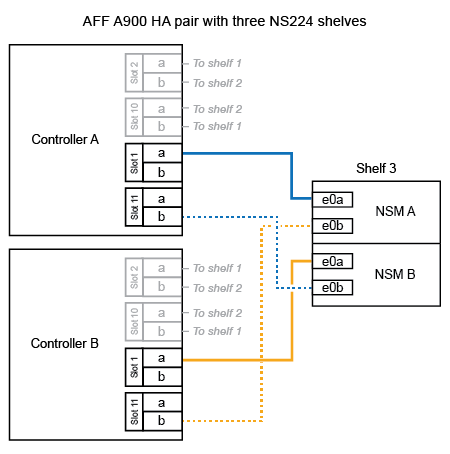 AFF A900 HA pair with three NS224 shelves
Controller A
Slot 2
a
To shelf 1
b
To shelf 2
Slot 10
a
To shelf 2
b
To shelf 1
Slot 1
a
b
Slot 11
a
b
Shelf 3
e0a
NSM A
e0b
e0a
NSM B
e0b
Controller B
Slot 2
a
To shelf 1
b
To shelf 2
Slot 10
a
To shelf 2
b
To shelf 1
Slot 1
a
b
Slot 11
a
b